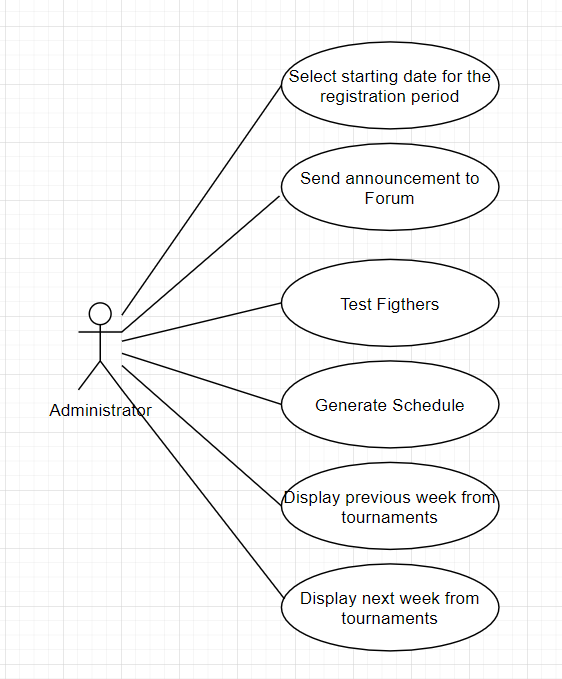 Select starting date for the
registration period
Send announcement to
Forum
Test Figthers
Administrator
Generate Schedule
Display previous week from
tournaments
Display next week from
tournaments